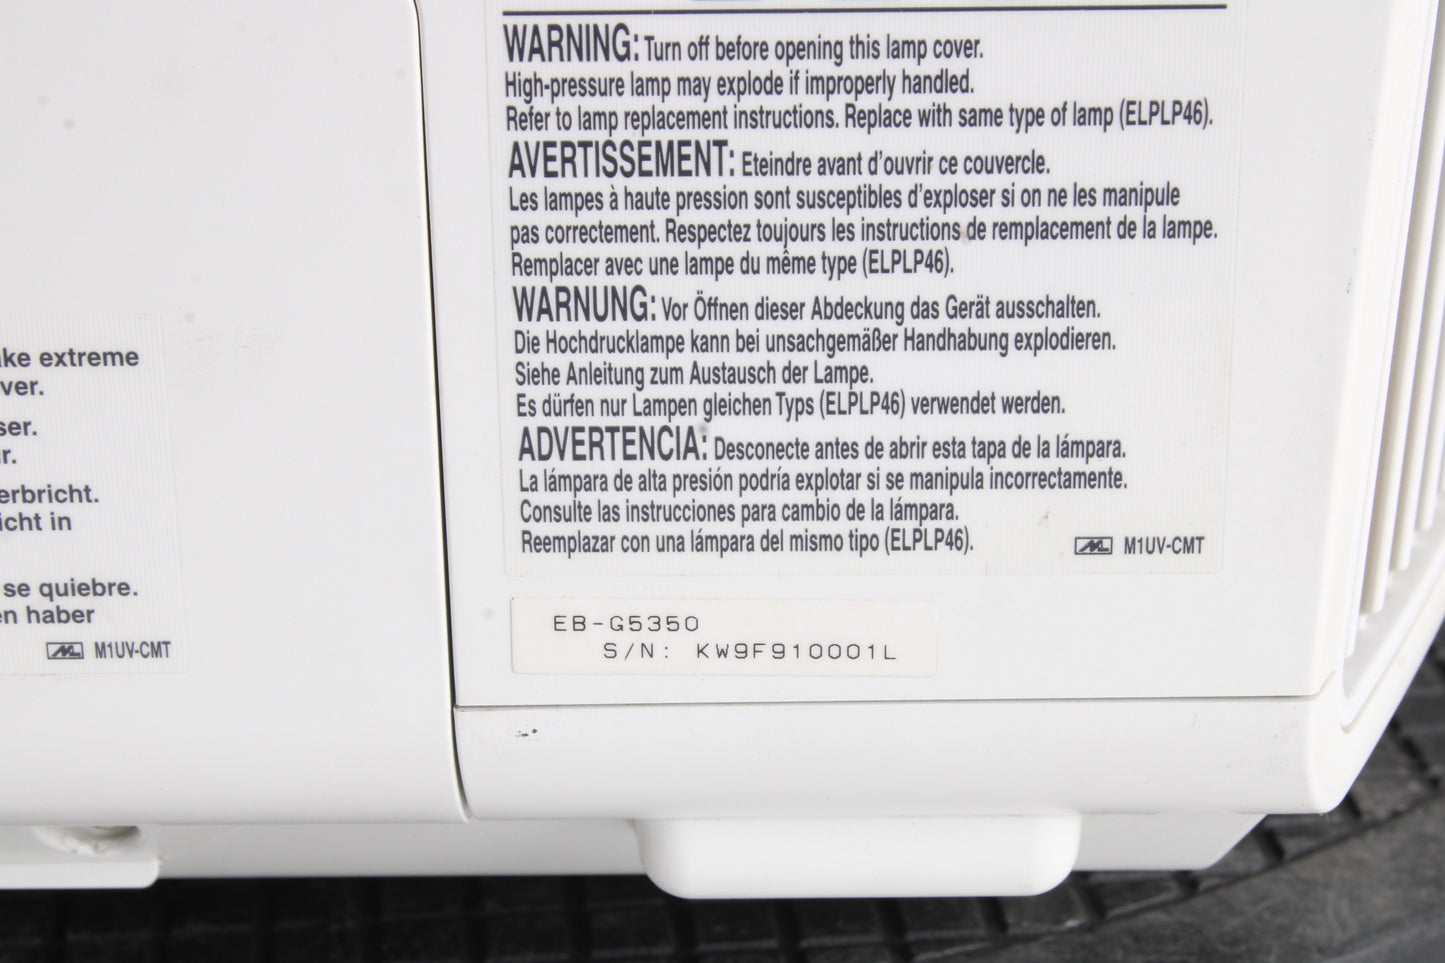 WARNING: Turn off before opening this lamp cover.
High-pressure lamp may explode if improperly handled.
Refer to lamp replacement instructions. Replace with same type of lamp (ELPLP46).
AVERTISSEMENT: Eteindre avant d'ouvrir ce couvercle.
Les lampes à haute pression sont susceptibles d'exploser si on ne les manipule
pas correctement. Respectez toujours les instructions de remplacement de la lampe.
Remplacer avec une lampe du même type (ELPLP46).
WARNUNG: Vor Öffnen dieser Abdeckung das Gerät ausschalten.
Die Hochdrucklampe kann bei unsachgemäßer Handhabung explodieren.
Siehe Anleitung zum Austausch der Lampe.
Es dürfen nur Lampen gleichen Typs (ELPLP46) verwendet werden.
ADVERTENCIA: Desconecte antes de abrir esta tapa de la lámpara.
La lámpara de alta presión podría explotar si se manipula incorrectamente.
Consulte las instrucciones para cambio de la lámpara.
Reemplazar con una lámpara del mismo tipo (ELPLP46).
M1UV-CMT
EB-G5350
S/N: KW9F910001L
extreme
ver.
ser.
r.
erbricht.
icht in
se quiebre.
en haber
M1UV-CMT